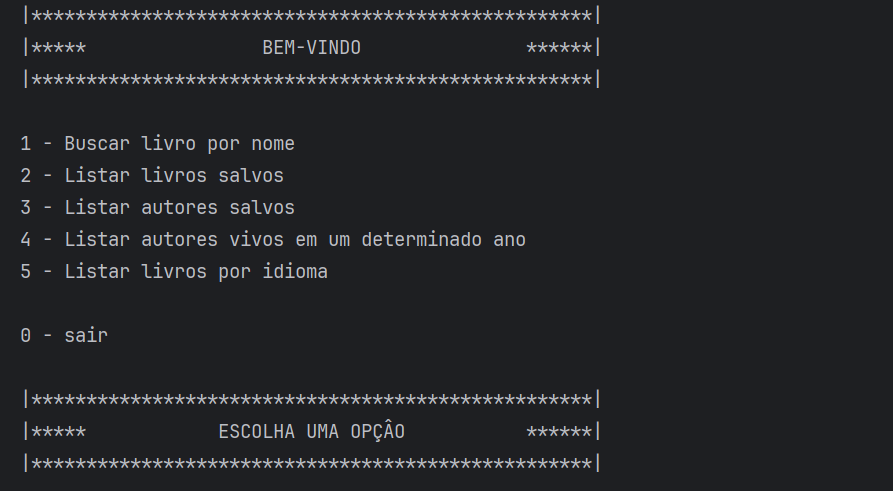 |***************************************************|
|*****                BEM-VINDO               ******|
|***************************************************|
1 - Buscar livro por nome
2 - Listar livros salvos
3 - Listar autores salvos
4 - Listar autores vivos em um determinado ano
5 - Listar livros por idioma
0 - sair
|***************************************************|
|*****            ESCOLHA UMA OPÇÂO           ******|
|***************************************************|